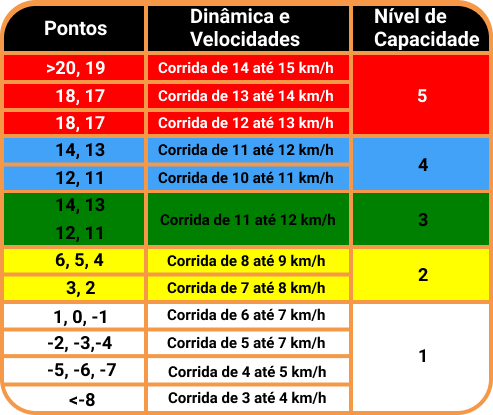 Pontos
Dinâmica e
Velocidades
Nível de
Capacidade
>20, 19
Corrida de 14 até 15 km/h
18, 17
Corrida de 13 até 14 km/h
5
18, 17
Corrida de 12 até 13 km/h
14, 13
Corrida de 11 até 12 km/h
4
12, 11
Corrida de 10 até 11 km/h
14, 13
12, 11
Corrida de 11 até 12 km/h
3
6, 5, 4
Corrida de 8 até 9 km/h
2
3, 2
Corrida de 7 até 8 km/h
1, 0, -1
Corrida de 6 até 7 km/h
-2, -3,-4
Corrida de 5 até 7 km/h
1
-5, -6, -7
Corrida de 4 até 5 km/h
<-8
Corrida de 3 até 4 km/h